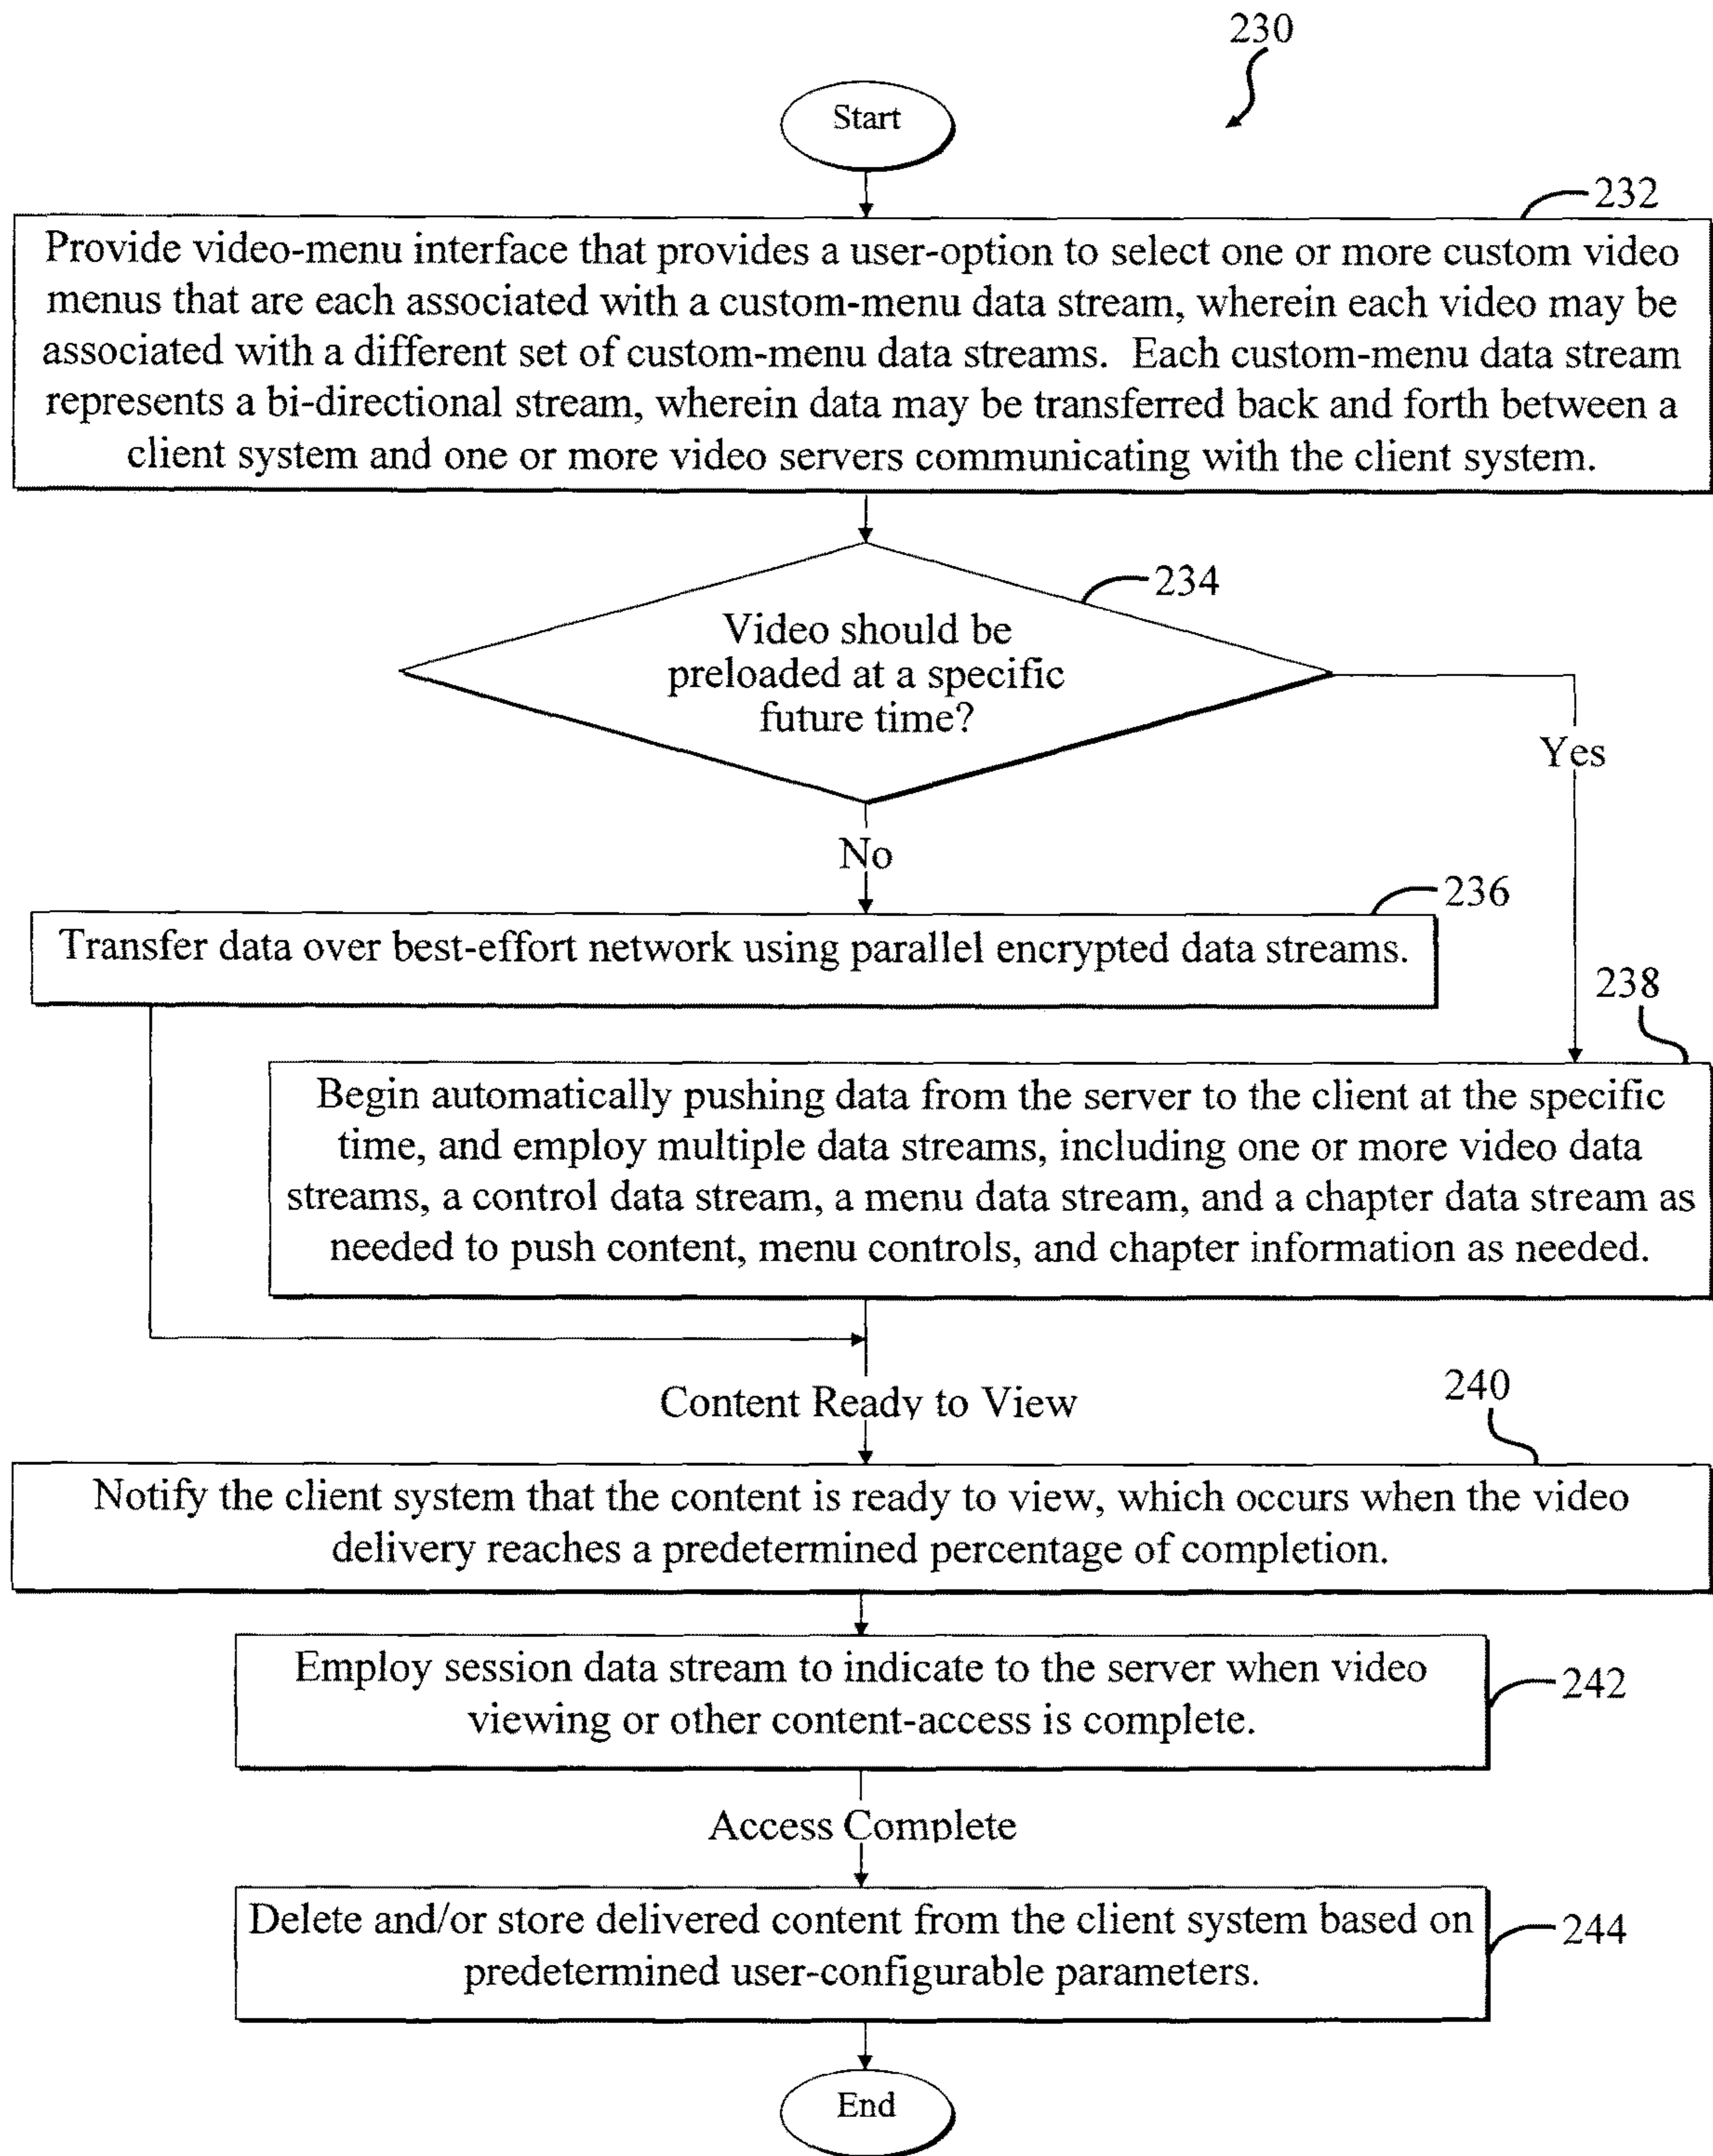 230
Start
232
Provide video-menu interface that provides a user-option to select one or more custom video
menus that are each associated with a custom-menu data stream, wherein each video may be
associated with a different set of custom-menu data streams. Each custom-menu data stream
represents a bi-directional stream, wherein data may be transferred back and forth between a
client system and one or more video servers communicating with the client system.
234
Video should be
preloaded at a specific
future time?
Yes
No
236
Transfer data over best-effort network using parallel encrypted data streams.
238
Begin automatically pushing data from the server to the client at the specific
time, and employ multiple data streams, including one or more video data
streams, a control data stream, a menu data stream, and a chapter data stream as
needed to push content, menu controls, and chapter information as needed.
Content Ready to View
240
Notify the client system that the content is ready to view, which occurs when the video
delivery reaches a predetermined percentage of completion.
Employ session data stream to indicate to the server when video
viewing or other content-access is complete.
242
Access Complete
Delete and/or store delivered content from the client system based on
predetermined user-configurable parameters.
244
End